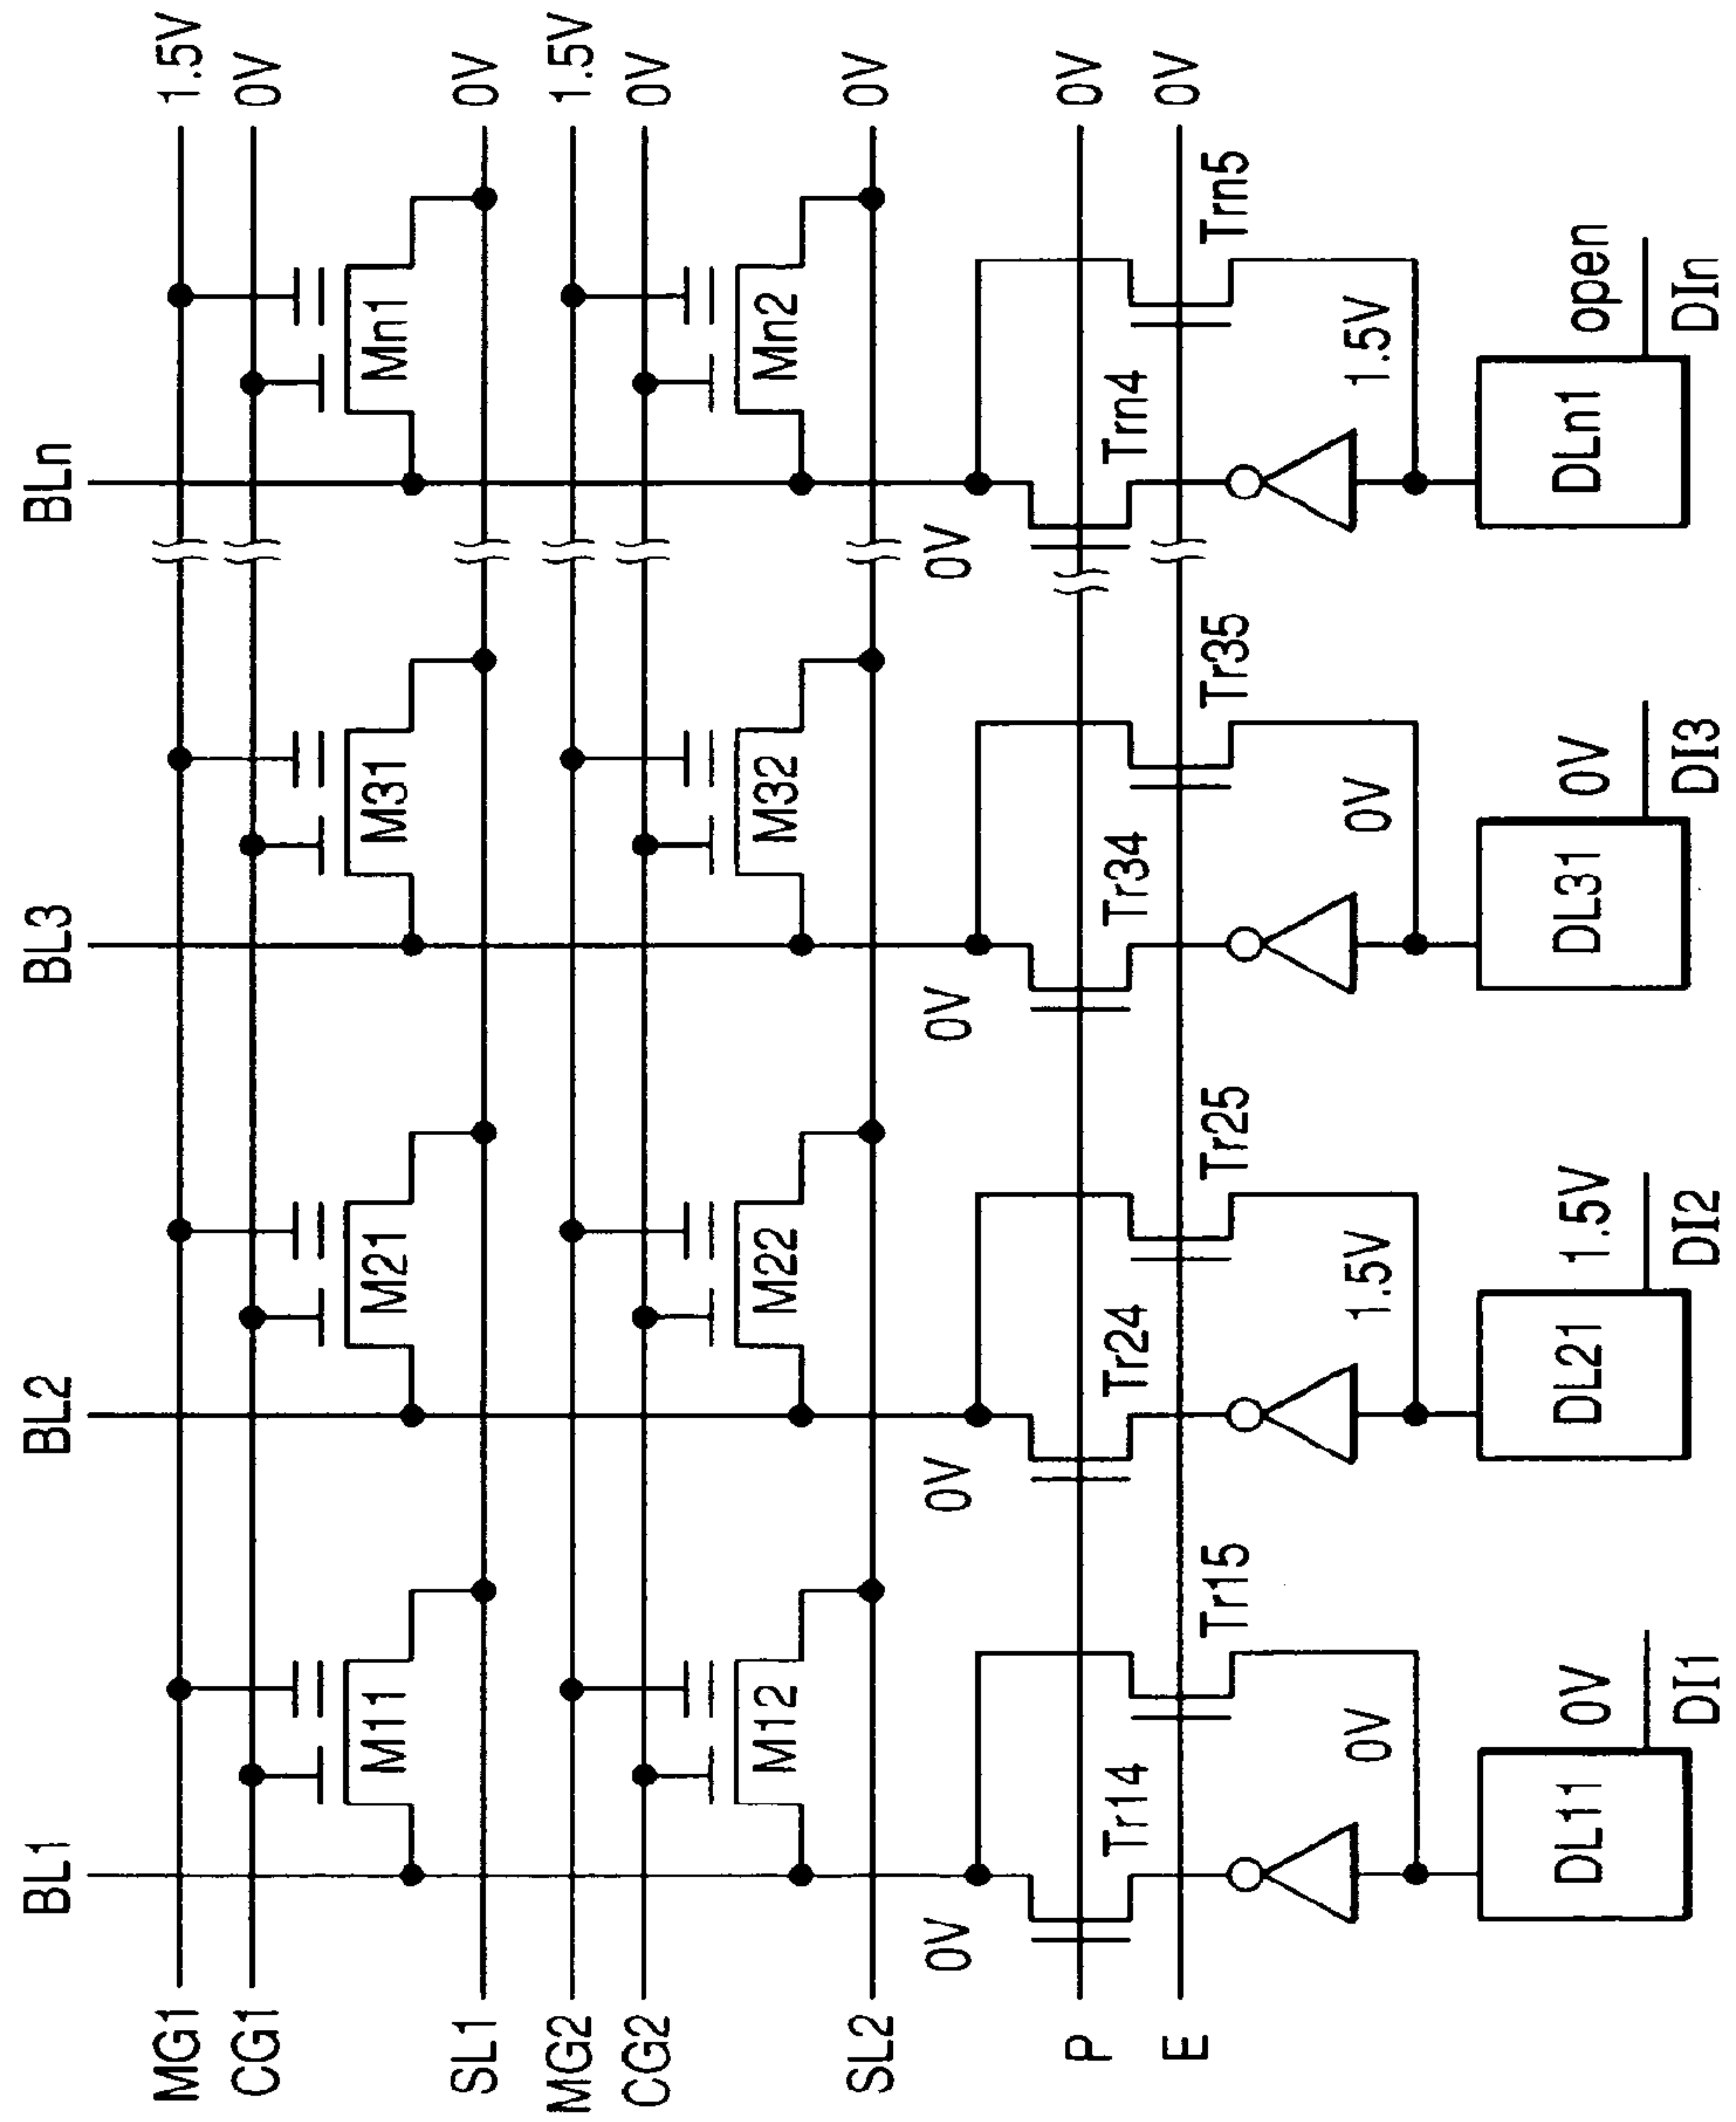 BL1 BL2 BL3 BLn
MG1 1.5V
CG1 0V
M11 M21 M31 Mn1
SL1 0V
MG2 1.5V
CG2 0V
M12 M22 M32 Mn2
SL2 0V
0V 0V 0V 0V
P 0V
Tr14 Tr24 Tr34 Trn4
E 0V
Tr15 Tr25 Tr35 Trn5
0V 1.5V 0V 1.5V
DL11 0V DL21 1.5V DL31 0V DLn1 open
DI1 DI2 DI3 DIn